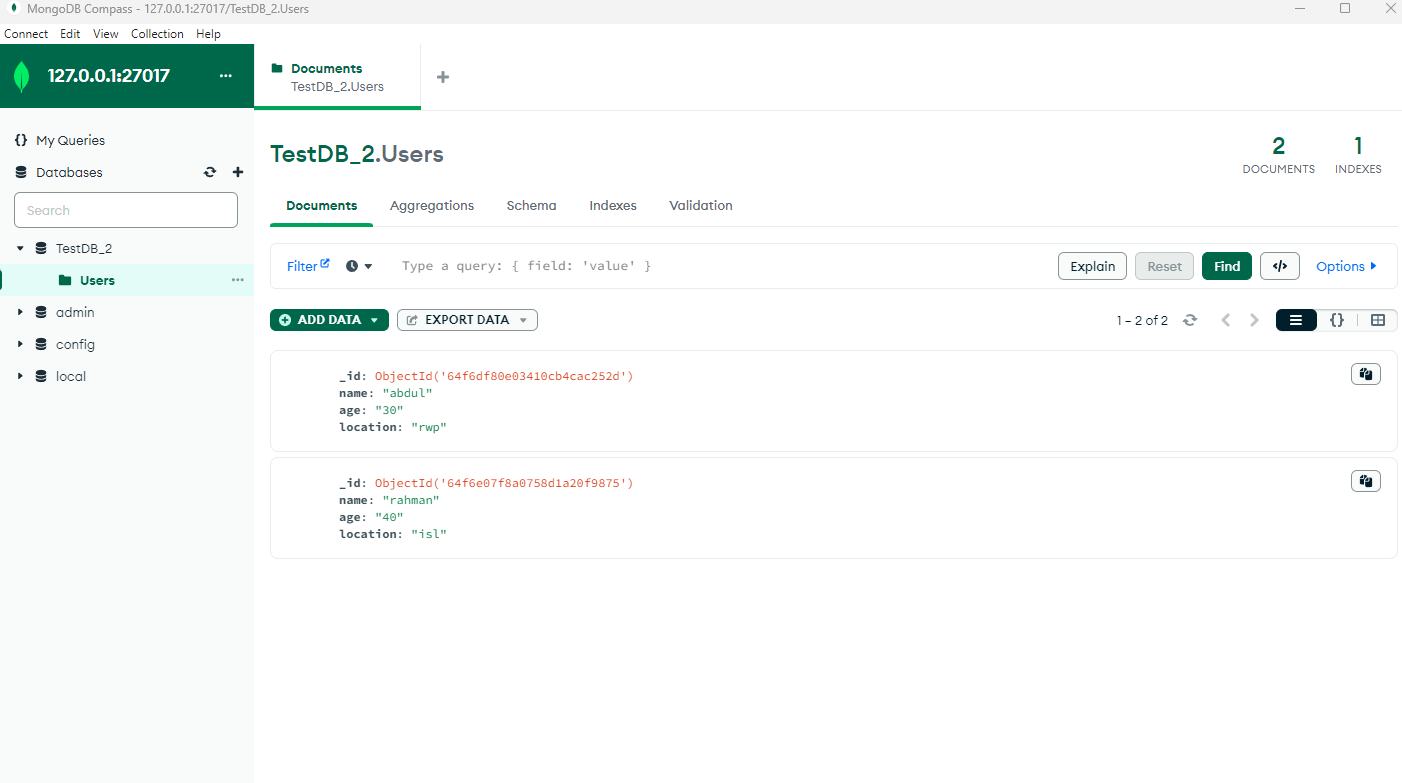 MongoDB Compass - 127.0.0.1:27017/TestDB_2.Users
Connect Edit View Collection Help
127.0.0.1:27017 ...
Documents
TestDB_2.Users
{} My Queries
Databases
Search
TestDB_2
Users
admin
config
local
TestDB_2.Users
2
DOCUMENTS
1
INDEXES
Documents Aggregations Schema Indexes Validation
Filter Type a query: { field: 'value' } Explain Reset Find </> Options
ADD DATA EXPORT DATA 1 – 2 of 2 {}
_id: ObjectId('64f6df80e03410cb4cac252d')
name: "abdul"
age: "30"
location: "rwp"
_id: ObjectId('64f6e07f8a0758d1a20f9875')
name: "rahman"
age: "40"
location: "isl"